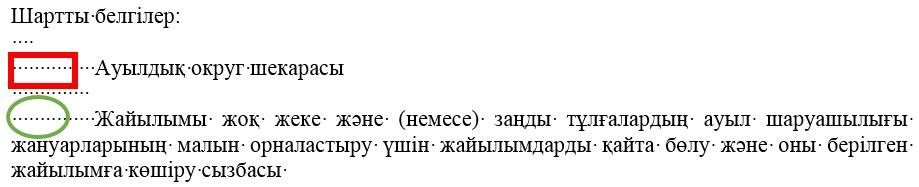 Шартты белгілер:
Ауылдық округ шекарасы
Жайылымы жоқ жеке және (немесе) заңды тұлғалардың ауыл шаруашылығы
жануарларының малын орналастыру үшін жайылымдарды қайта бөлу және оны берілген
жайылымға көшіру сызбасы